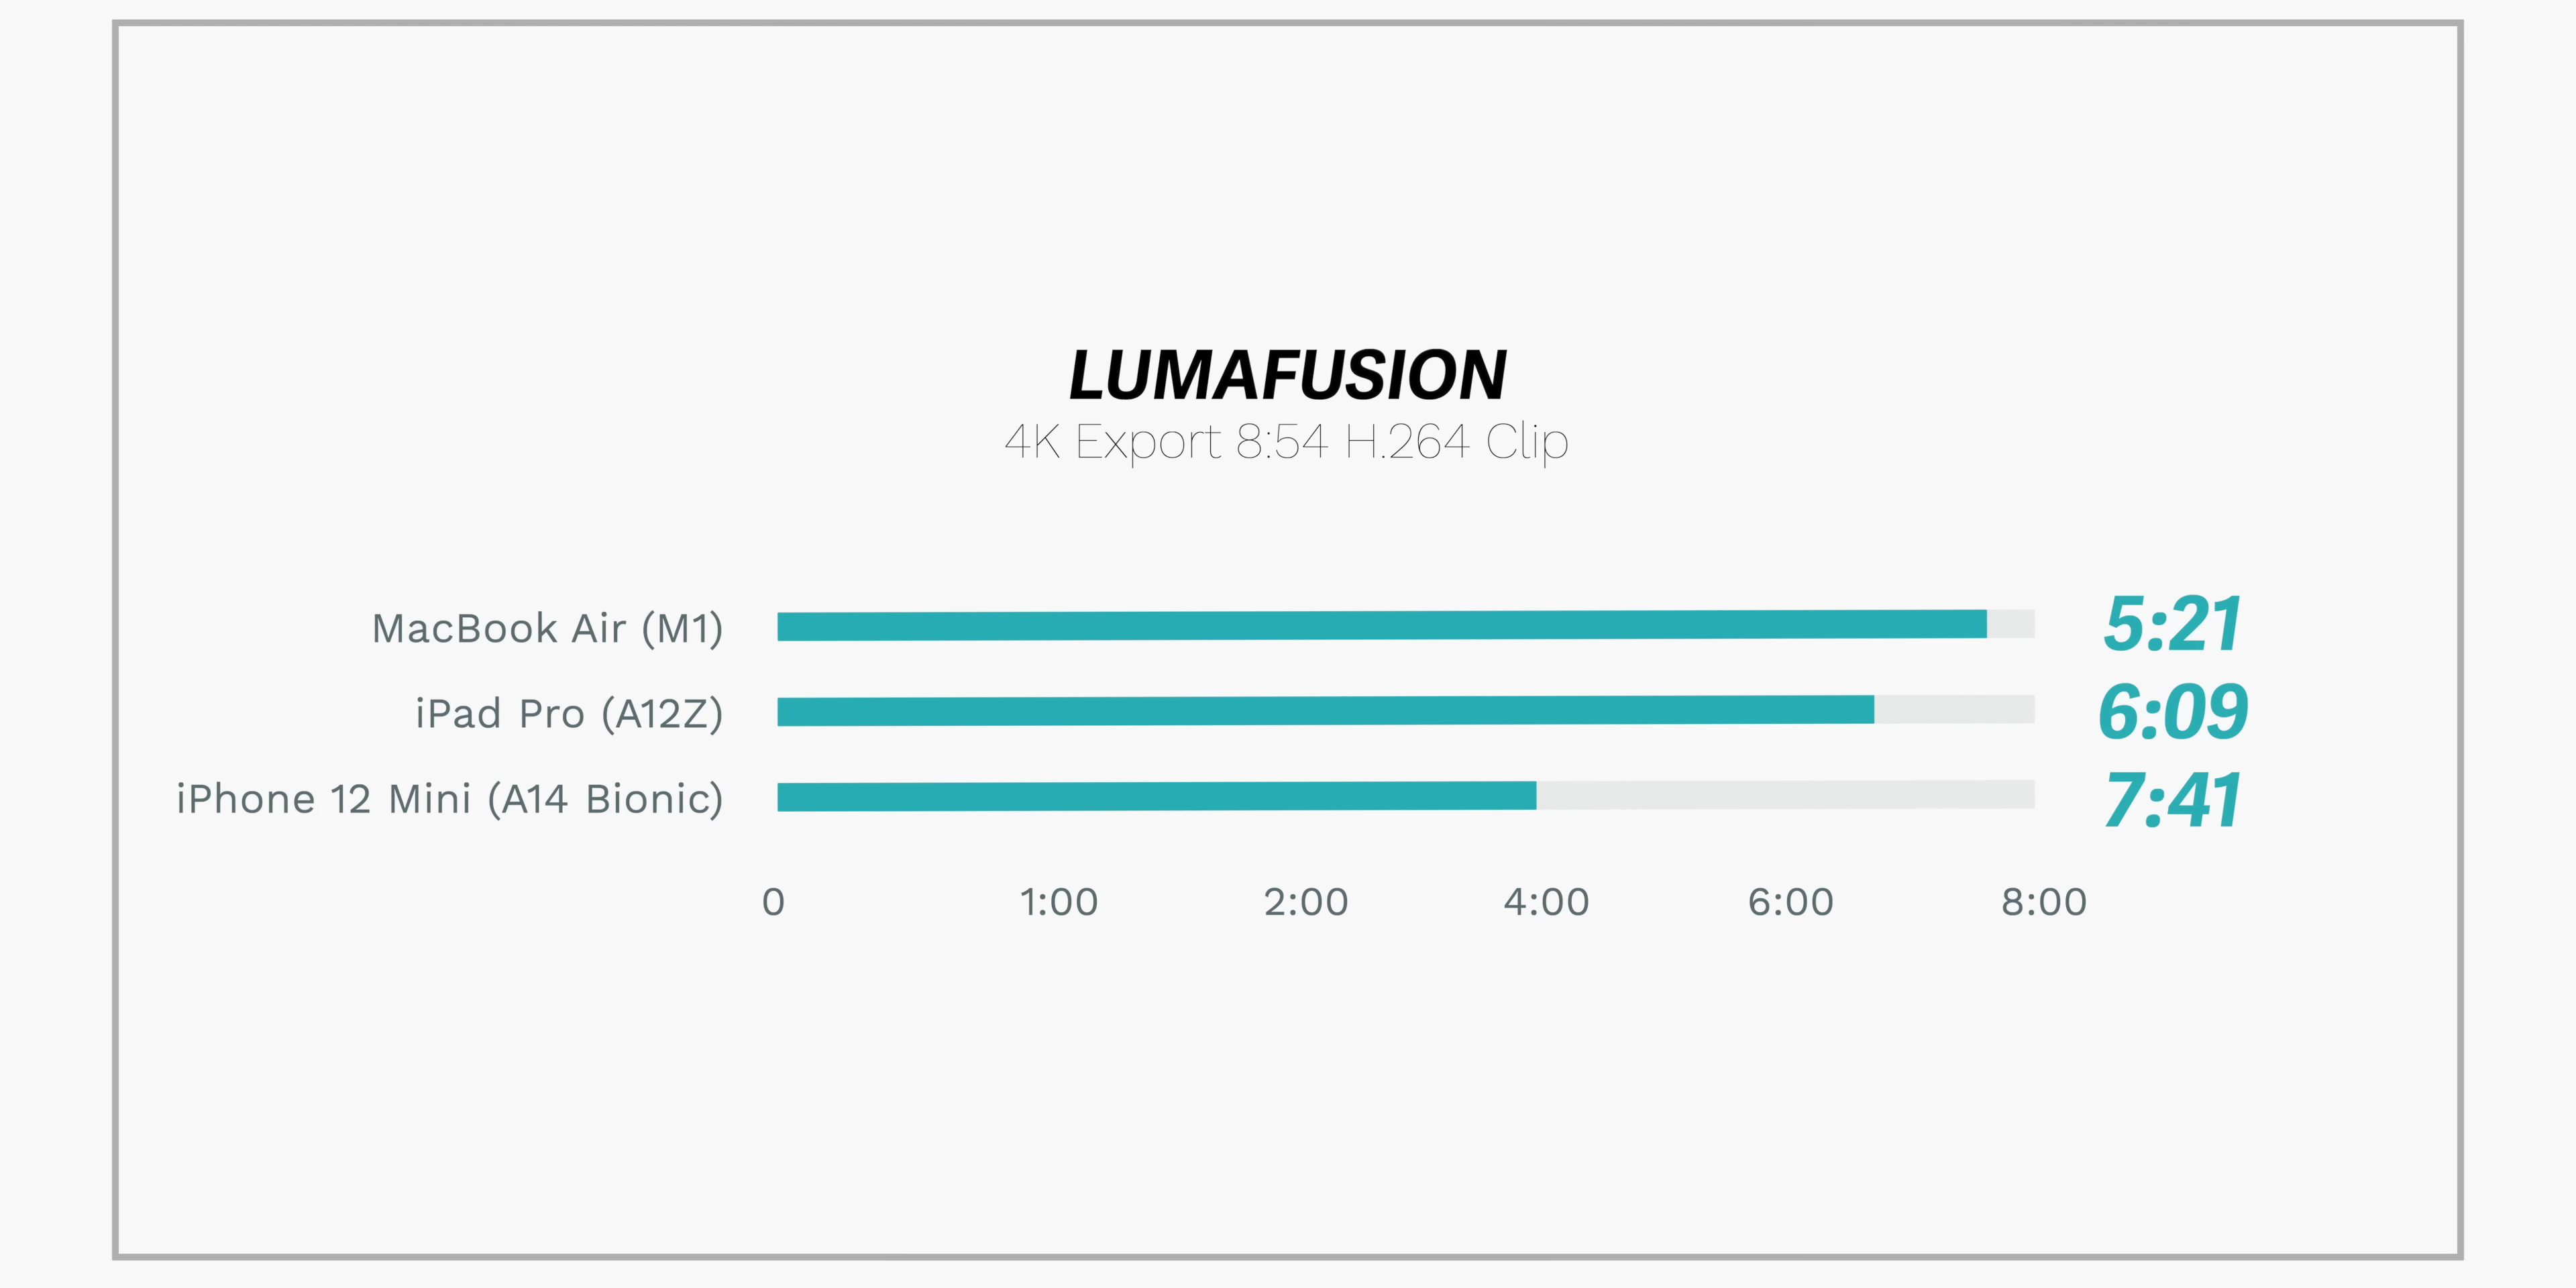 LUMAFUSION
4K Export 8:54 H.264 Clip
MacBook Air (M1) 5:21
iPad Pro (A12Z) 6:09
iPhone 12 Mini (A14 Bionic) 7:41
0 1:00 2:00 4:00 6:00 8:00